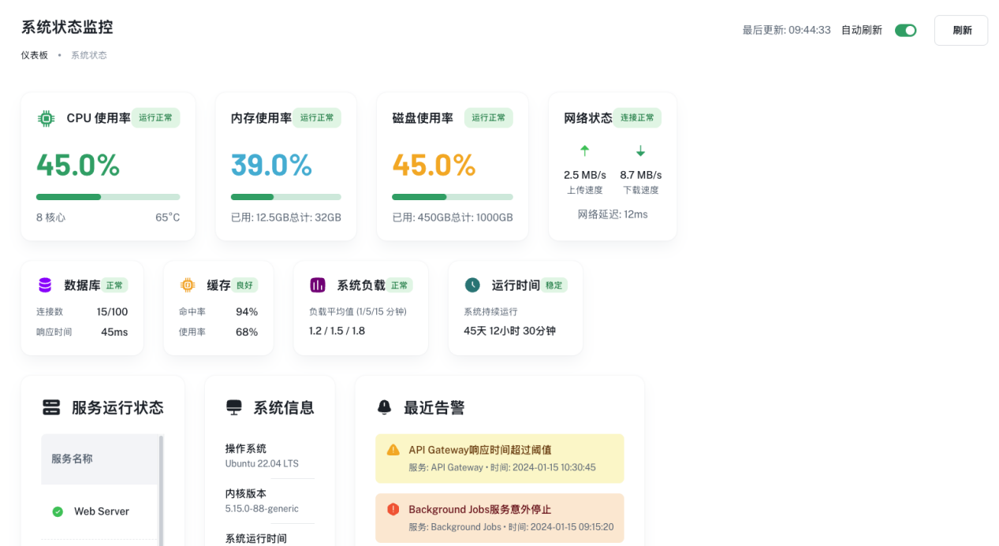 系统状态监控
最后更新: 09:44:33 自动刷新 刷新
仪表板 • 系统状态
CPU 使用率 运行正常
45.0%
8 核心 65°C
内存使用率 运行正常
39.0%
已用: 12.5GB总计: 32GB
磁盘使用率 运行正常
45.0%
已用: 450GB总计: 1000GB
网络状态 连接正常
2.5 MB/s 8.7 MB/s
上传速度 下载速度
网络延迟: 12ms
数据库 正常
连接数 15/100
响应时间 45ms
缓存 良好
命中率 94%
使用率 68%
系统负载 正常
负载平均值 (1/5/15 分钟)
1.2 / 1.5 / 1.8
运行时间 稳定
系统持续运行
45天 12小时 30分钟
服务运行状态
服务名称
Web Server
系统信息
操作系统
Ubuntu 22.04 LTS
内核版本
5.15.0-88-generic
系统运行时间
最近告警
API Gateway响应时间超过阈值
服务: API Gateway • 时间: 2024-01-15 10:30:45
Background Jobs服务意外停止
服务: Background Jobs • 时间: 2024-01-15 09:15:20